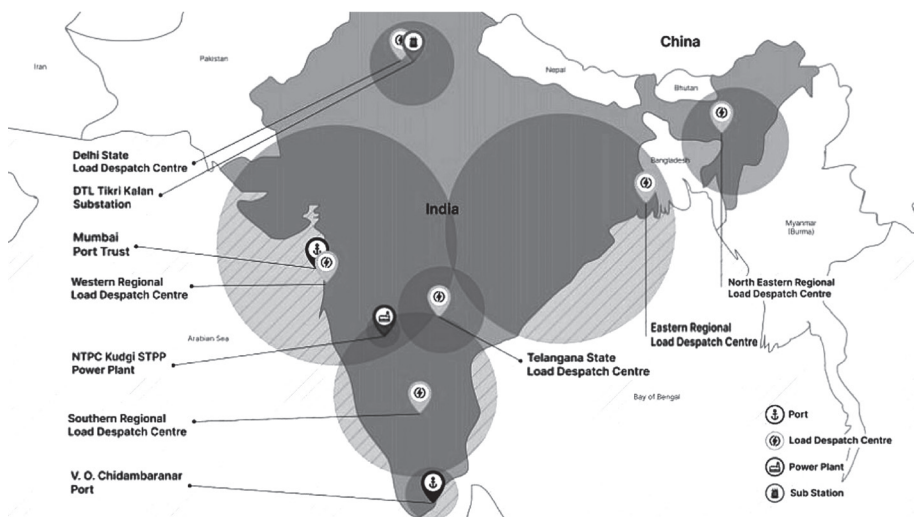 China
Iran
Pakistan
Nepal
Bhutan
Delhi State
Load Despatch Centre
Bangladesh
DTL Tikri Kalan
Substation
India
Myanmar
(Burma)
Mumbai
Port Trust
Western Regional
Load Despatch Centre
North Eastern Regional
Load Despatch Centre
Arabian Sea
Eastern Regional
Load Despatch Centre
NTPC Kudgi STPP
Power Plant
Telangana State
Load Despatch Centre
Bay of Bengal
Southern Regional
Load Despatch Centre
V. O. Chidambaranar
Port
Port
Load Despatch Centre
Power Plant
Sub Station